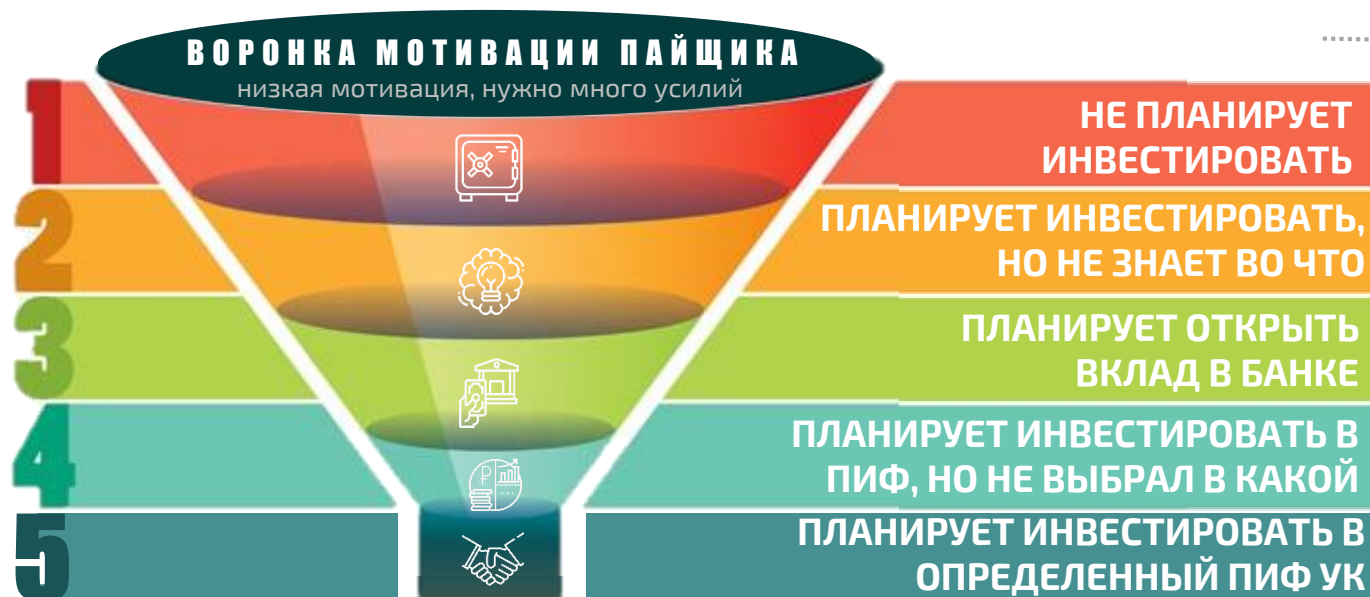 ВОРОНКА МОТИВАЦИИ ПАЙЩИКА
низкая мотивация, нужно много усилий
1
НЕ ПЛАНИРУЕТ
ИНВЕСТИРОВАТЬ
2
ПЛАНИРУЕТ ИНВЕСТИРОВАТЬ,
НО НЕ ЗНАЕТ ВО ЧТО
3
ПЛАНИРУЕТ ОТКРЫТЬ
ВКЛАД В БАНКЕ
4
ПЛАНИРУЕТ ИНВЕСТИРОВАТЬ В
ПИФ, НО НЕ ВЫБРАЛ В КАКОЙ
₽
5
ПЛАНИРУЕТ ИНВЕСТИРОВАТЬ В
ОПРЕДЕЛЕННЫЙ ПИФ УК